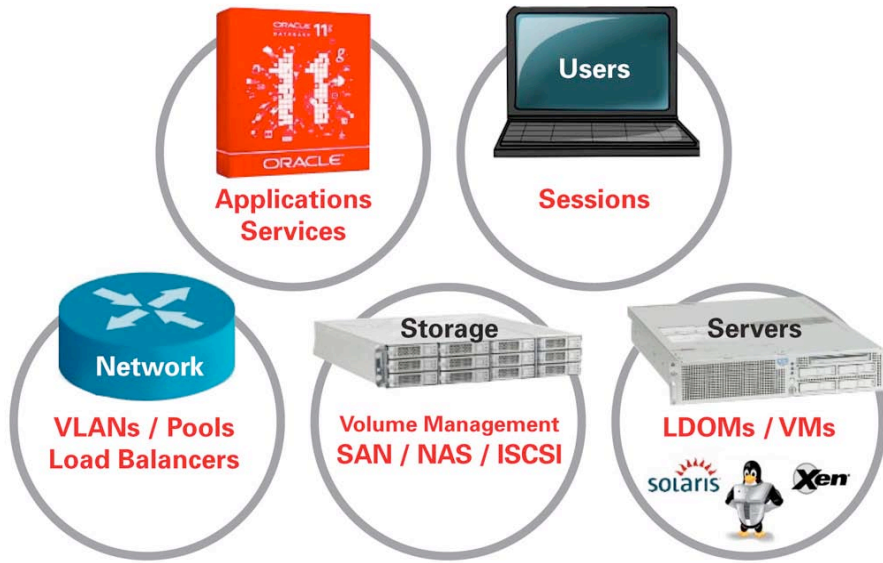 ORACLE 11g
DATABASE
11
g
ORACLE
Applications
Services
Users
Sessions
Network
VLANs / Pools
Load Balancers
Storage
Volume Management
SAN / NAS / ISCSI
Servers
LDOMs / VMs
solaris
Xen